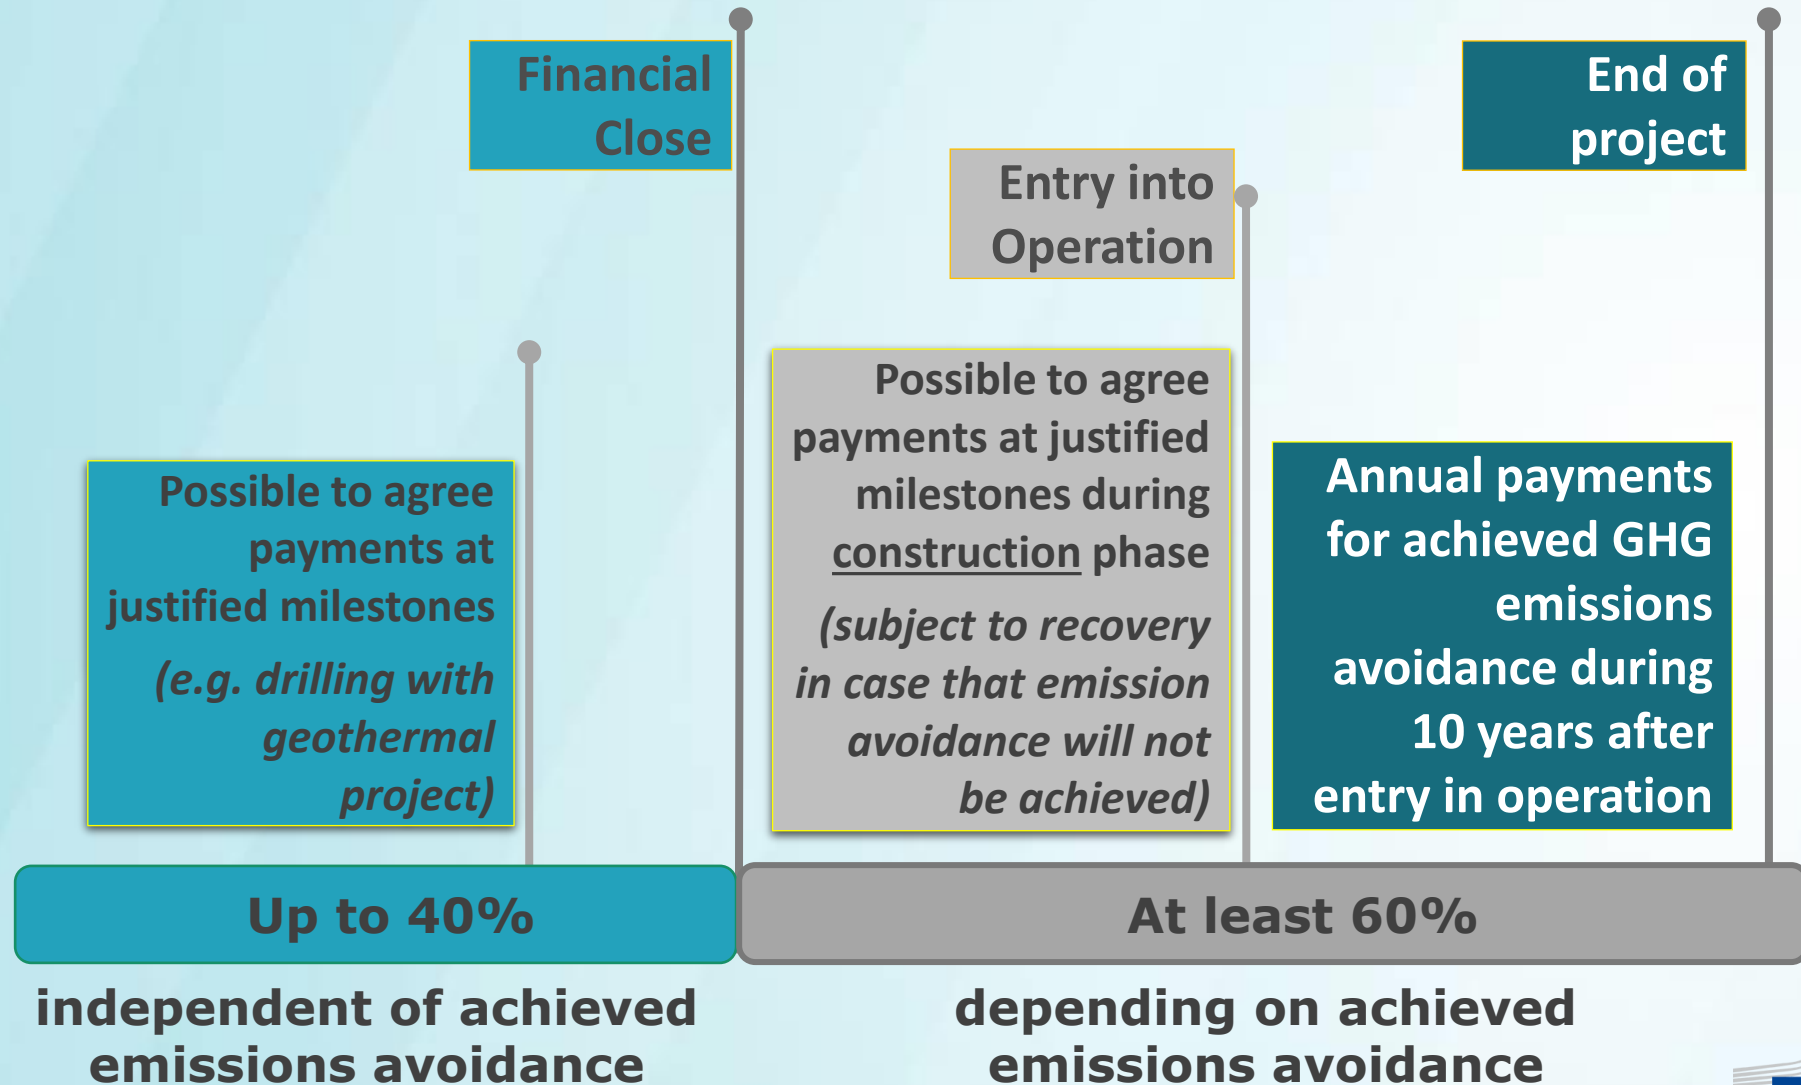 Financial
Close
End of
project
Entry into
Operation
Possible to agree
payments at
justified milestones
(e.g. drilling with
geothermal
project)
Possible to agree
payments at justified
milestones during
construction phase
(subject to recovery
in case that emission
avoidance will not
be achieved)
Annual payments
for achieved GHG
emissions
avoidance during
10 years after
entry in operation
Up to 40%
At least 60%
independent of achieved
emissions avoidance
depending on achieved
emissions avoidance